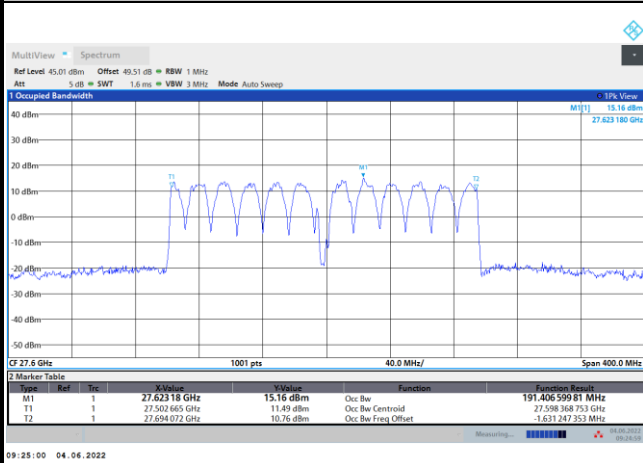 MultiView Spectrum
Ref Level 45.01 dBm Offset 49.51 dB RBW 1 MHz
Att 5 dB SWT 1.6 ms VBW 3 MHz Mode Auto Sweep
1 Occupied Bandwidth 1Pk View
M1[1] 15.16 dBm
27.623 180 GHz
40 dBm
30 dBm
20 dBm
M1
T1
T2
10 dBm
0 dBm
-10 dBm
-20 dBm
-30 dBm
-40 dBm
-50 dBm
CF 27.6 GHz 1001 pts 40.0 MHz/ Span 400.0 MHz
2 Marker Table
Type Ref Trc X-Value Y-Value Function Function Result
M1 1 27.623 18 GHz 15.16 dBm Occ Bw 191.406 599 81 MHz
T1 1 27.502 665 GHz 11.49 dBm Occ Bw Centroid 27.598 368 753 GHz
T2 1 27.694 072 GHz 10.76 dBm Occ Bw Freq Offset -1.631 247 353 MHz
Measuring... 04.06.2022
09:24:59
09:25:00 04.06.2022